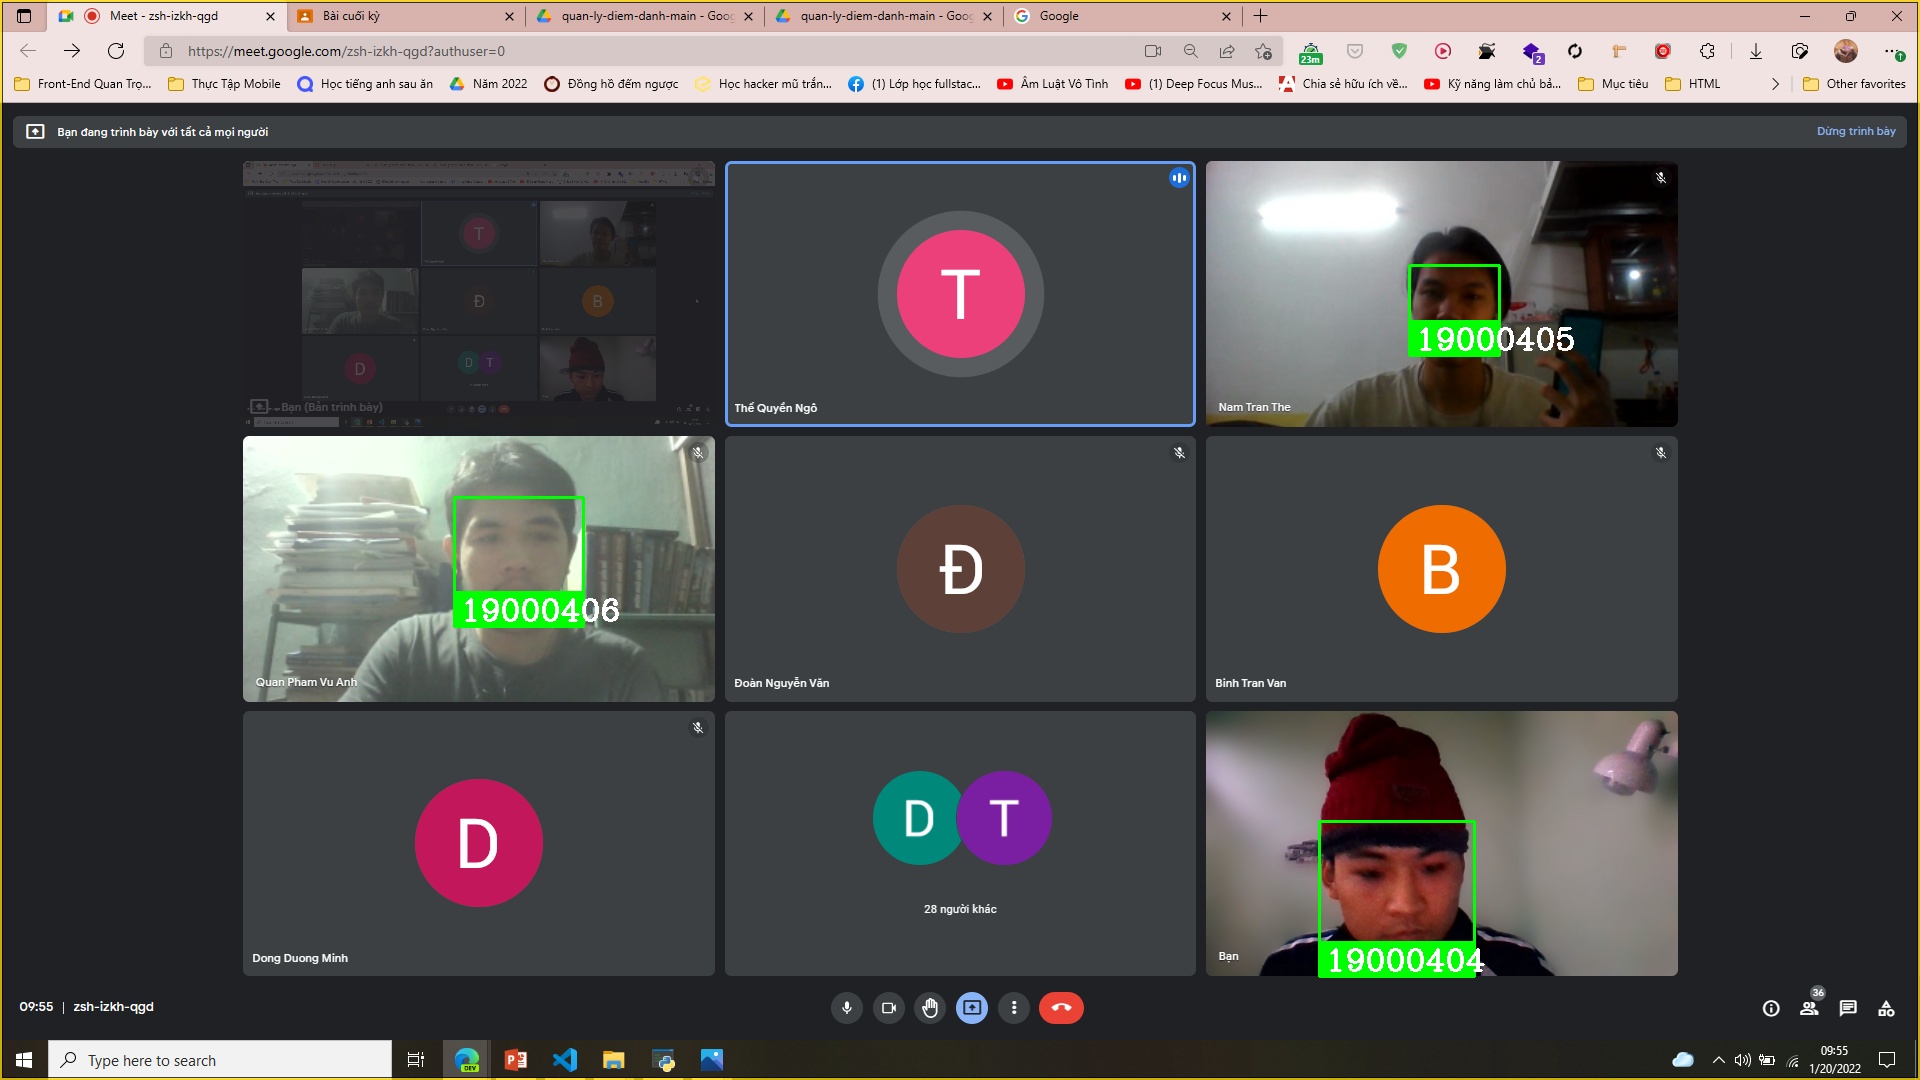 Meet - zsh-izkh-qgd
Bài cuối kỳ
quan-ly-diem-danh-main - Goo
quan-ly-diem-danh-main - Goo
Google
https://meet.google.com/zsh-izkh-qgd?authuser=0
23m
2
Front-End Quan Trọ...
Thực Tập Mobile
Học tiếng anh sau ăn
Năm 2022
Đồng hồ đếm ngược
Học hacker mũ trắn...
(1) Lớp học fullstac...
Âm Luật Vô Tình
(1) Deep Focus Mus...
Chia sẻ hữu ích về...
Kỹ năng làm chủ bả...
Mục tiêu
HTML
Other favorites
Bạn đang trình bày với tất cả mọi người
Dừng trình bày
T
Đ
B
D
D T
Bạn (Bản trình bày)
T
Thế Quyền Ngô
19000405
Nam Tran The
19000406
Quan Pham Vu Anh
Đ
Đoàn Nguyễn Văn
B
Binh Tran Van
D
Dong Duong Minh
D T
28 người khác
Bạn
19000404
09:55 | zsh-izkh-qgd
36
Type here to search
DEV
09:55
1/20/2022